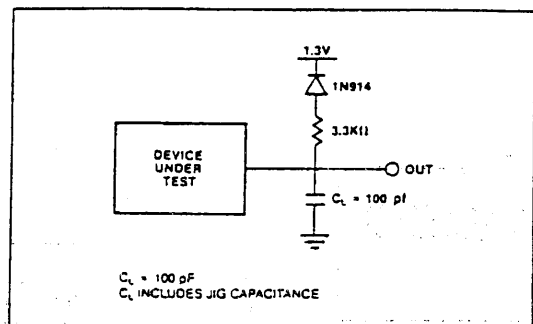 1.3V
1N914
3.3KΩ
DEVICE
UNDER
TEST
OUT
C_L = 100 pf
C_L = 100 pF
C_L INCLUDES JIG CAPACITANCE